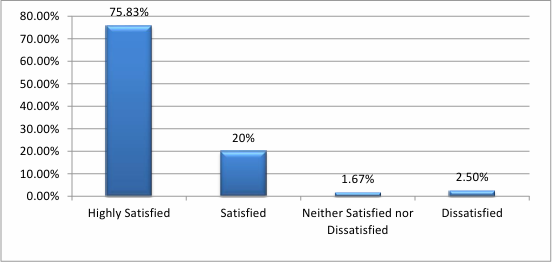 75.83%
80.00%
70.00%
60.00%
50.00%
40.00%
30.00%
20%
20.00%
10.00%
1.67%
2.50%
0.00%
Highly Satisfied
Satisfied
Neither Satisfied nor
Dissatisfied
Dissatisfied